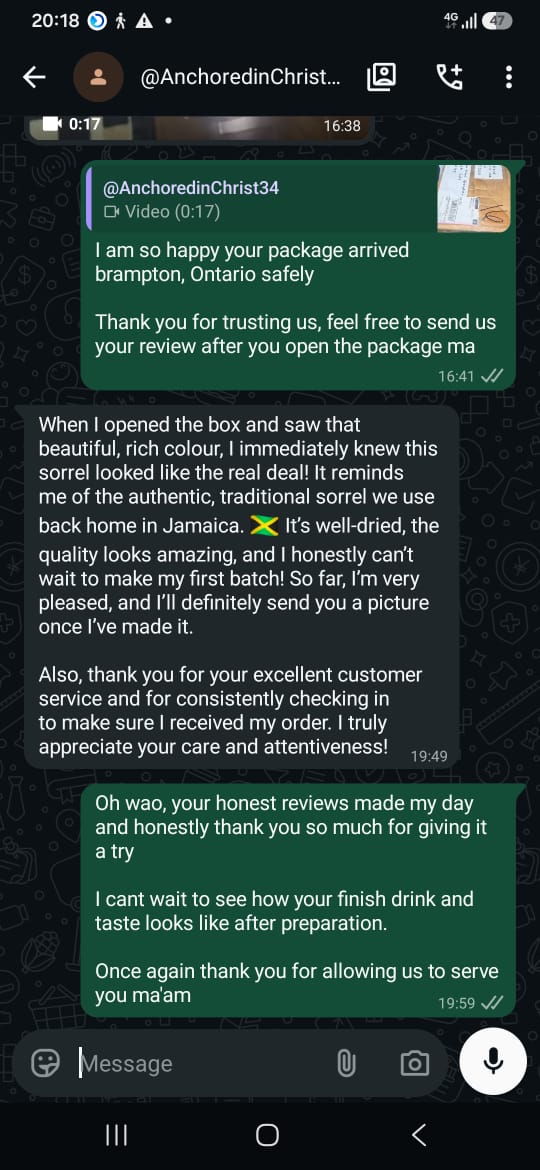 20:18
4G
47
@AnchoredinChrist...
0:17
16:38
@AnchoredinChrist34
Video (0:17)
I am so happy your package arrived
brampton, Ontario safely
Thank you for trusting us, feel free to send us
your review after you open the package ma
16:41
When I opened the box and saw that
beautiful, rich colour, I immediately knew this
sorrel looked like the real deal! It reminds
me of the authentic, traditional sorrel we use
back home in Jamaica. 🇯🇲 It’s well-dried, the
quality looks amazing, and I honestly can’t
wait to make my first batch! So far, I’m very
pleased, and I’ll definitely send you a picture
once I’ve made it.
Also, thank you for your excellent customer
service and for consistently checking in
to make sure I received my order. I truly
appreciate your care and attentiveness!
19:49
Oh wao, your honest reviews made my day
and honestly thank you so much for giving it
a try
I cant wait to see how your finish drink and
taste looks like after preparation.
Once again thank you for allowing us to serve
you ma'am
19:59
Message